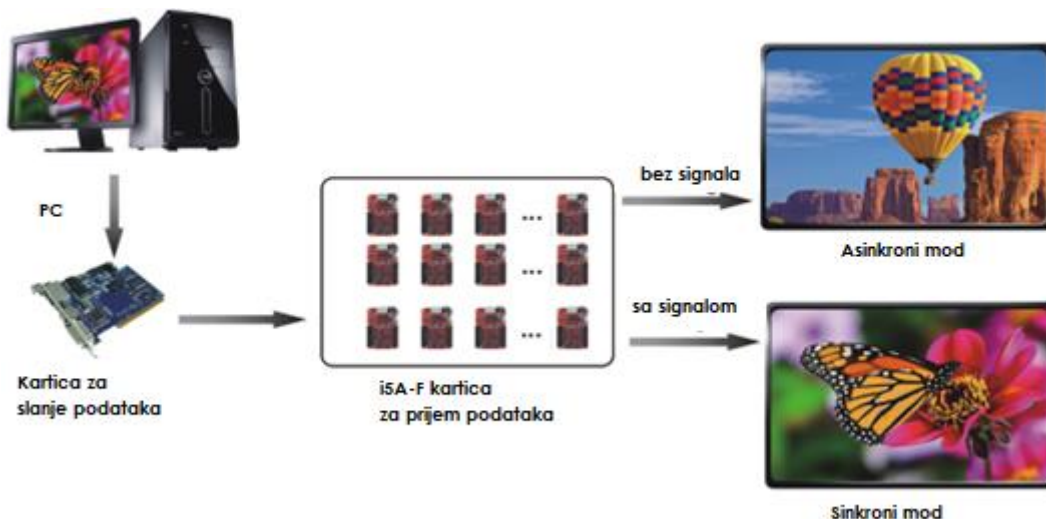 PC
Kartica za
slanje podataka
i5A-F kartica
za prijem podataka
bez signala
Asinkroni mod
sa signalom
Sinkroni mod